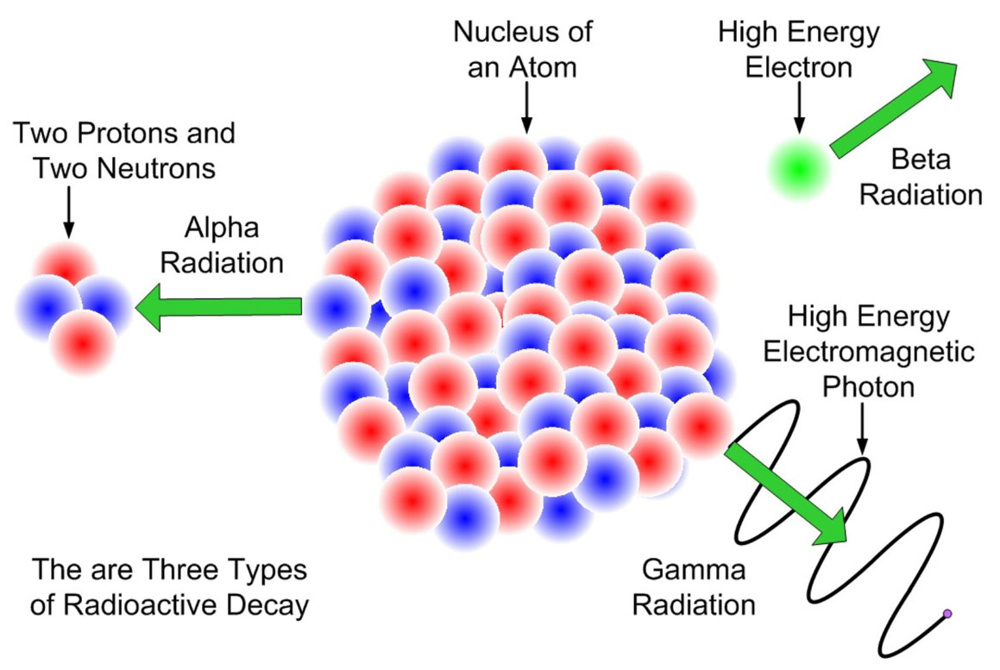 Nucleus of
an Atom
High Energy
Electron
Two Protons and
Two Neutrons
Beta
Radiation
Alpha
Radiation
High Energy
Electromagnetic
Photon
The are Three Types
of Radioactive Decay
Gamma
Radiation